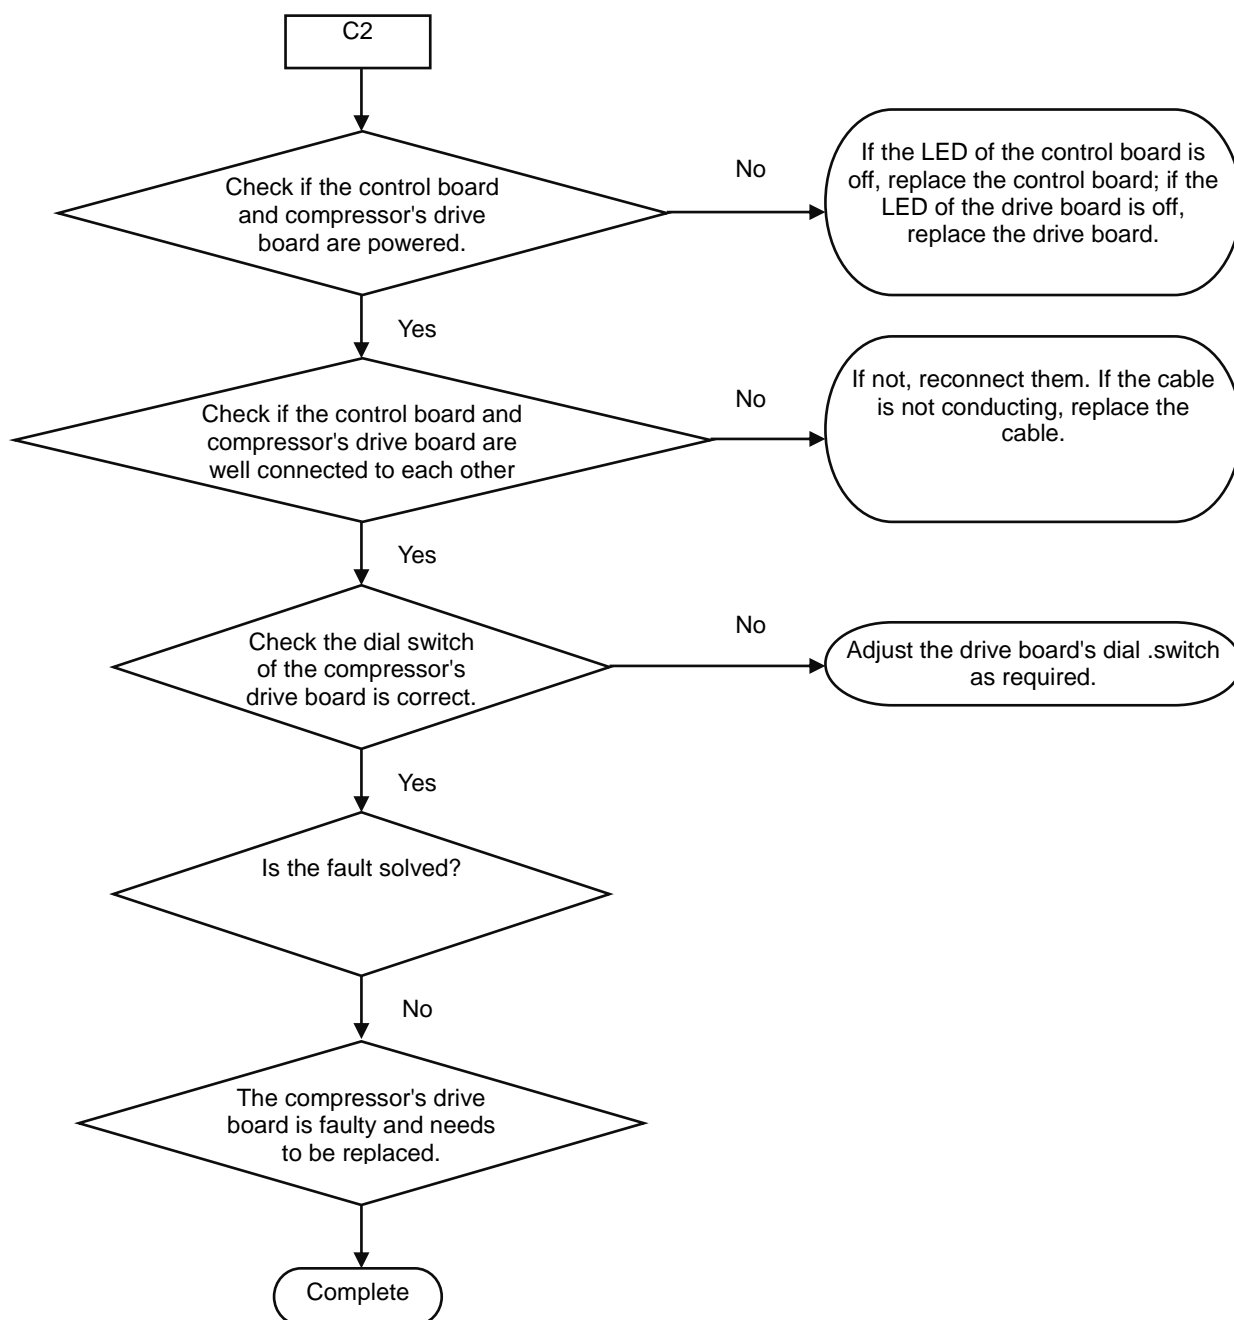 C2
Check if the control board
and compressor's drive
board are powered.
No
If the LED of the control board is
off, replace the control board; if the
LED of the drive board is off,
replace the drive board.
Yes
Check if the control board and
compressor's drive board are
well connected to each other
No
If not, reconnect them. If the cable
is not conducting, replace the
cable.
Yes
Check the dial switch
of the compressor's
drive board is correct.
No
Adjust the drive board's dial .switch
as required.
Yes
Is the fault solved?
No
The compressor's drive
board is faulty and needs
to be replaced.
Complete